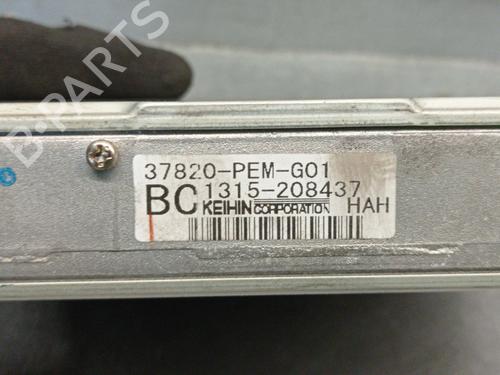 37820-PEM-G01
BC 1315-208437
KEIHIN CORPORATION HAH
B-PARTS